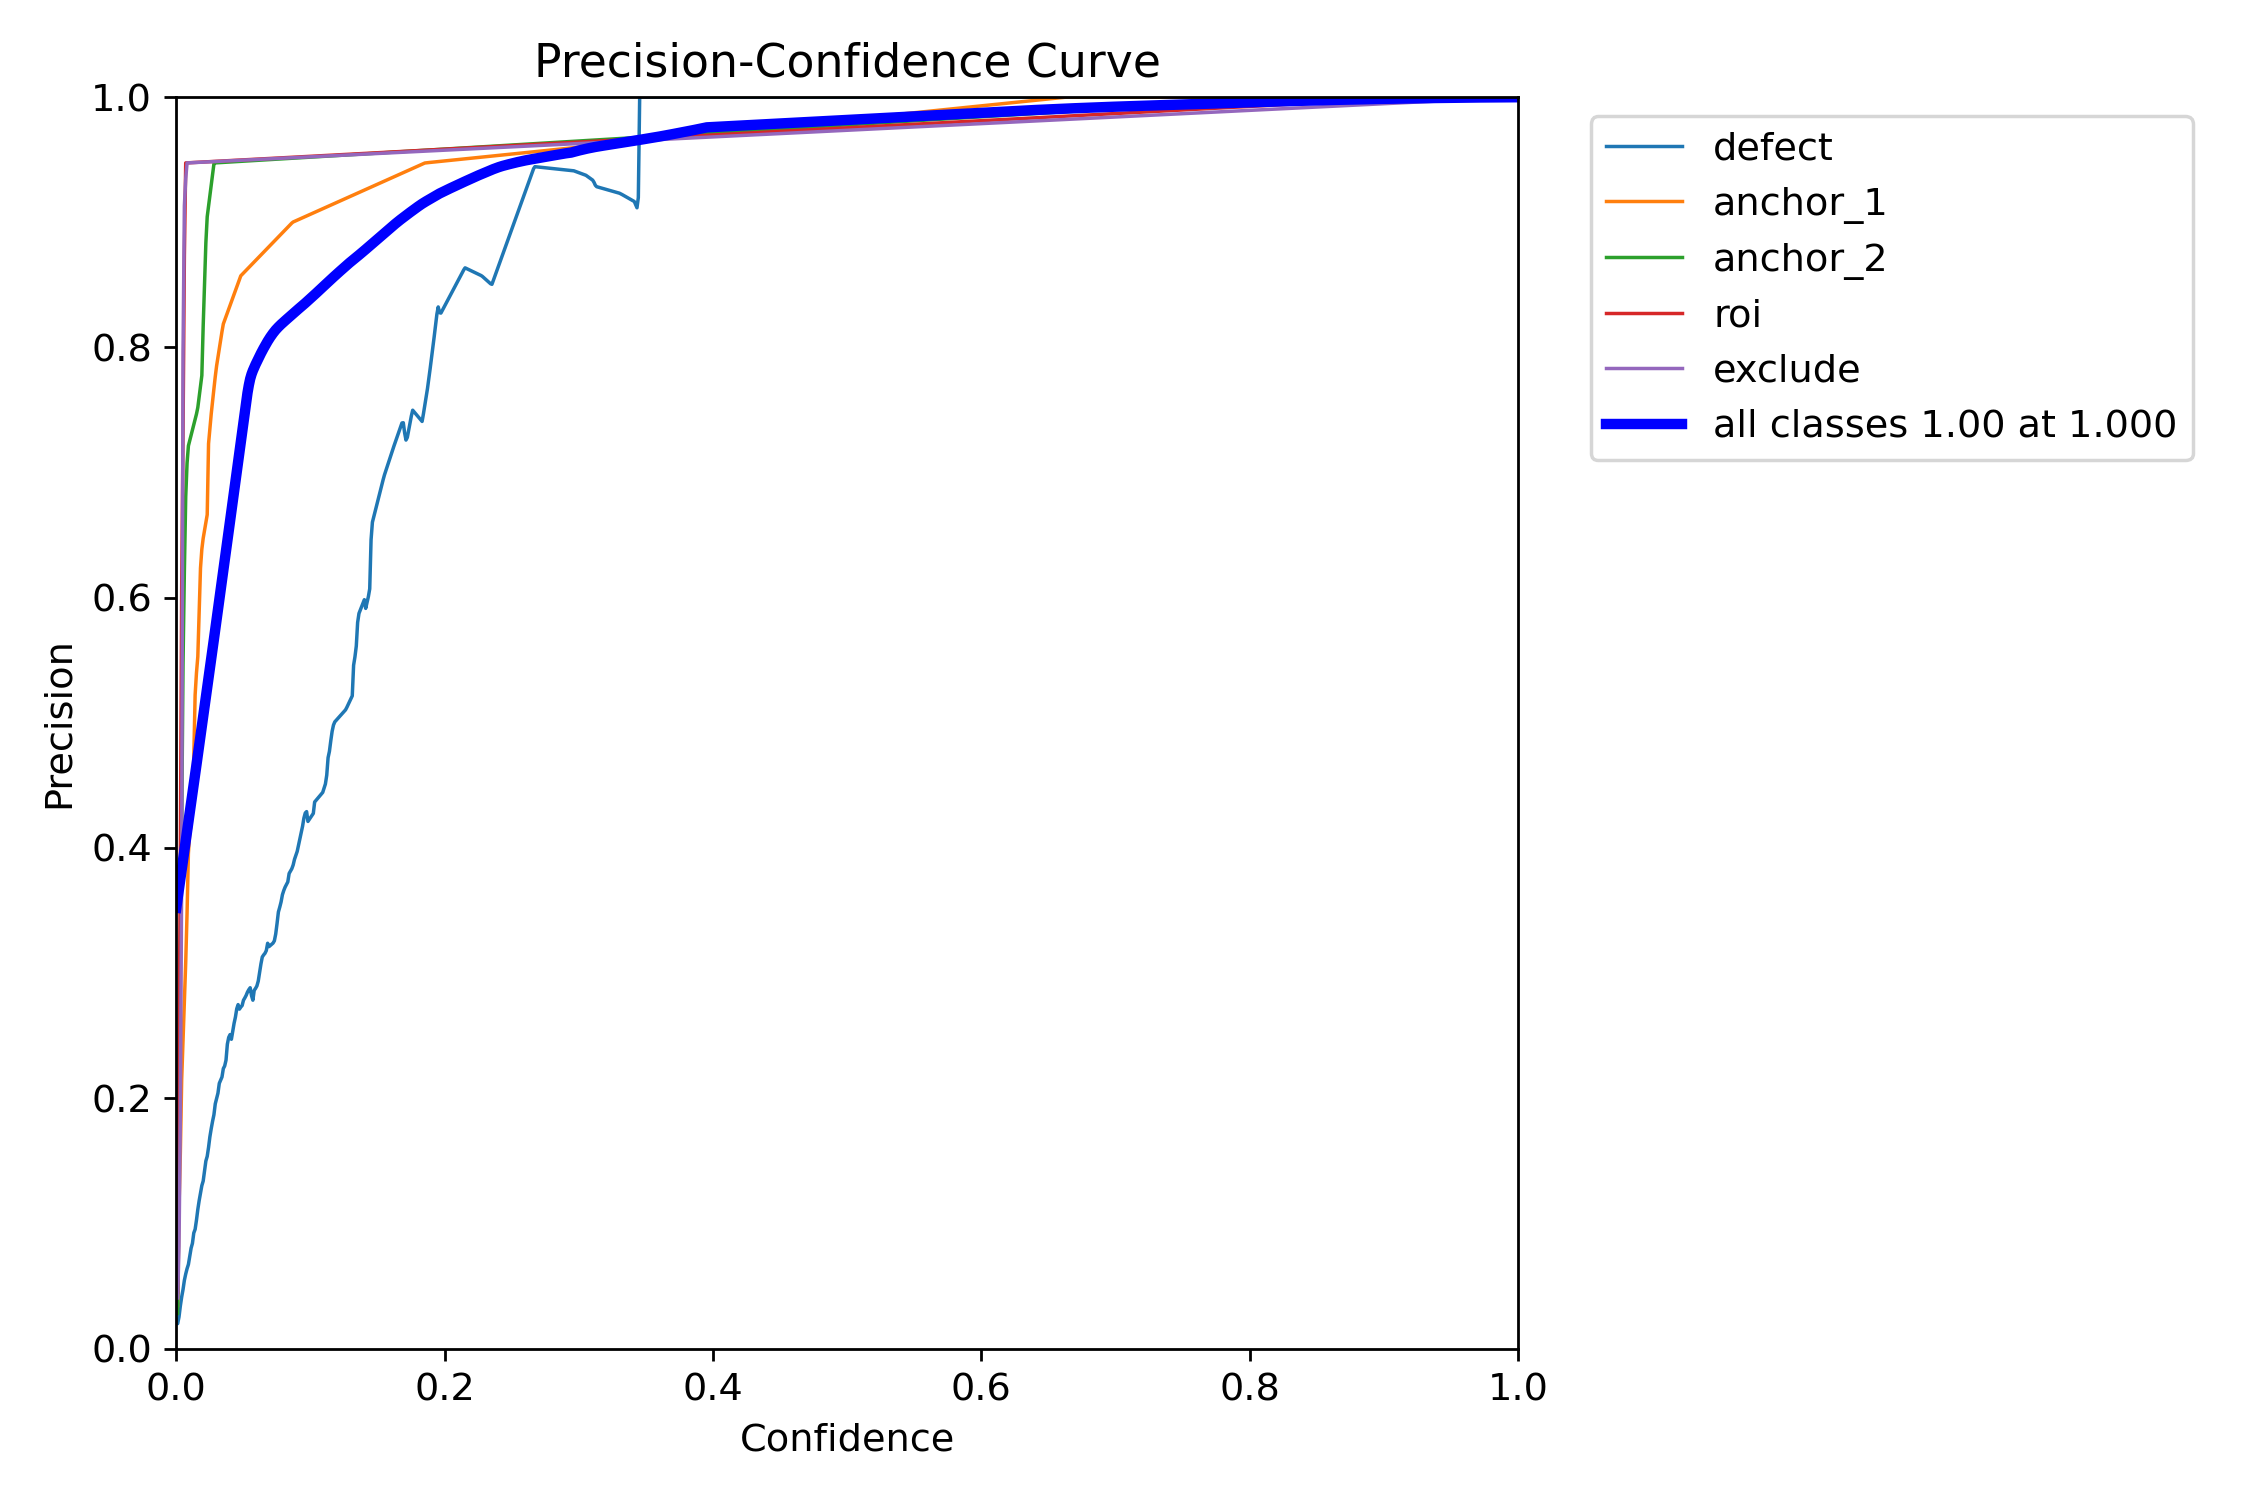 Precision-Confidence Curve
1.0
0.8
0.6
0.4
0.2
0.0
Precision
0.0 0.2 0.4 0.6 0.8 1.0
Confidence
defect
anchor_1
anchor_2
roi
exclude
all classes 1.00 at 1.000